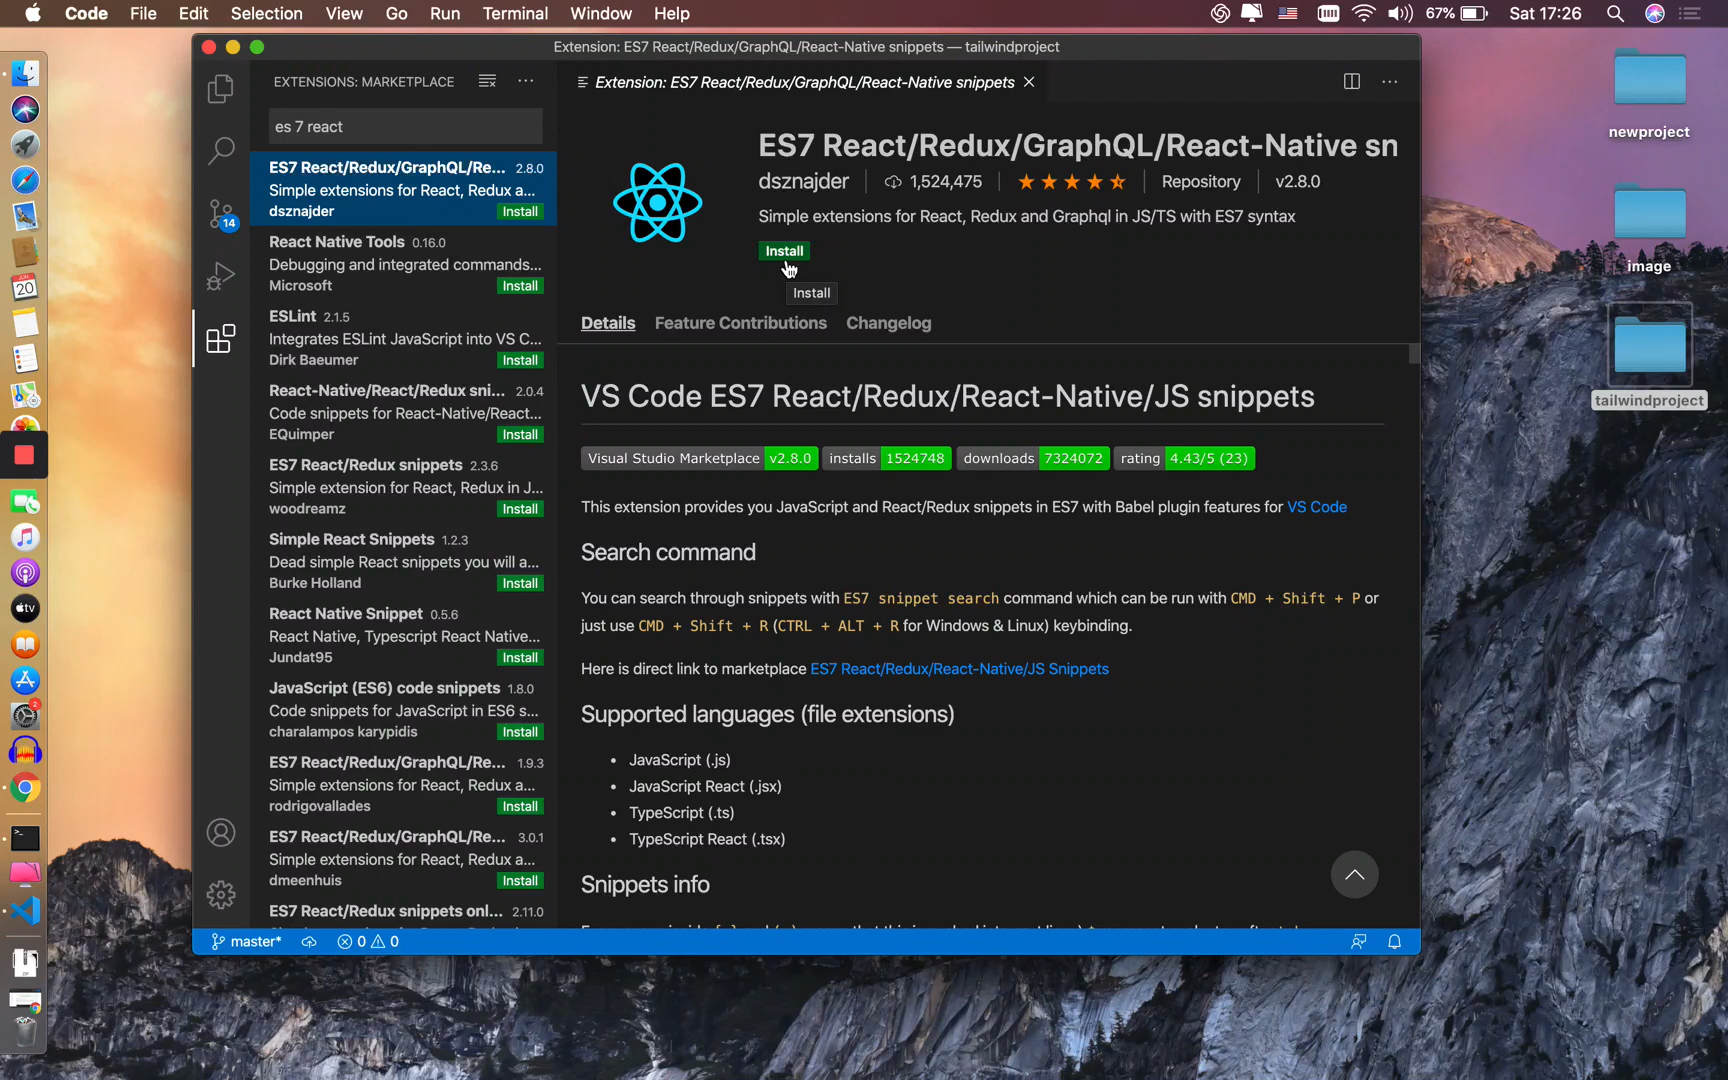 Code File Edit Selection View Go Run Terminal Window Help
67% Sat 17:26
Extension: ES7 React/Redux/GraphQL/React-Native snippets — tailwindproject
EXTENSIONS: MARKETPLACE
es 7 react
ES7 React/Redux/GraphQL/Re... 2.8.0
Simple extensions for React, Redux a...
dsznajder Install
React Native Tools 0.16.0
Debugging and integrated commands...
Microsoft Install
ESLint 2.1.5
Integrates ESLint JavaScript into VS C...
Dirk Baeumer Install
React-Native/React/Redux sni... 2.0.4
Code snippets for React-Native/React...
EQuimper Install
ES7 React/Redux snippets 2.3.6
Simple extension for React, Redux in J...
woodreamz Install
Simple React Snippets 1.2.3
Dead simple React snippets you will a...
Burke Holland Install
React Native Snippet 0.5.6
React Native, Typescript React Native...
Jundat95 Install
JavaScript (ES6) code snippets 1.8.0
Code snippets for JavaScript in ES6 s...
charalampos karypidis Install
ES7 React/Redux/GraphQL/Re... 1.9.3
Simple extensions for React, Redux a...
rodrigovallades Install
ES7 React/Redux/GraphQL/Re... 3.0.1
Simple extensions for React, Redux a...
dmeenhuis Install
ES7 React/Redux snippets onl... 2.11.0
14
Extension: ES7 React/Redux/GraphQL/React-Native snippets
ES7 React/Redux/GraphQL/React-Native sn
dsznajder 1,524,475 Repository v2.8.0
Simple extensions for React, Redux and Graphql in JS/TS with ES7 syntax
Install
Install
Details Feature Contributions Changelog
VS Code ES7 React/Redux/React-Native/JS snippets
Visual Studio Marketplace v2.8.0 installs 1524748 downloads 7324072 rating 4.43/5 (23)
This extension provides you JavaScript and React/Redux snippets in ES7 with Babel plugin features for VS Code
Search command
You can search through snippets with ES7 snippet search command which can be run with CMD + Shift + P or
just use CMD + Shift + R (CTRL + ALT + R for Windows & Linux) keybinding.
Here is direct link to marketplace ES7 React/Redux/React-Native/JS Snippets
Supported languages (file extensions)
• JavaScript (.js)
• JavaScript React (.jsx)
• TypeScript (.ts)
• TypeScript React (.tsx)
Snippets info
master* 0 0
newproject
image
tailwindproject
JUN
20
tv
2